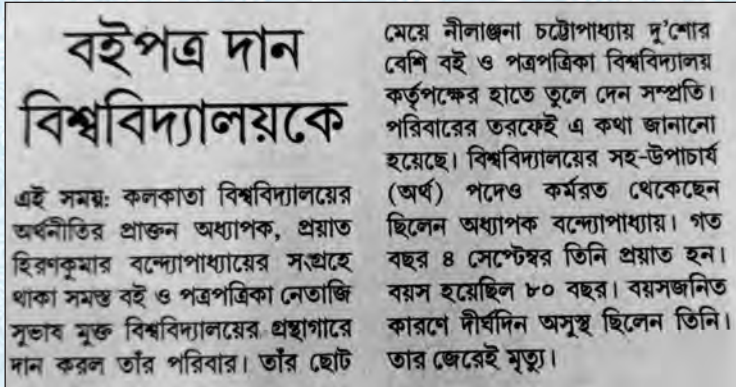 বইপত্র দান
বিশ্ববিদ্যালয়কে
এই সময়: কলকাতা বিশ্ববিদ্যালয়ের
অর্থনীতির প্রাক্তন অধ্যাপক, প্রয়াত
হিরণকুমার বন্দ্যোপাধ্যায়ের সংগ্রহে
থাকা সমস্ত বই ও পত্রপত্রিকা নেতাজি
সুভাষ মুক্ত বিশ্ববিদ্যালয়ের গ্রন্থাগারে
দান করল তাঁর পরিবার। তাঁর ছোট
মেয়ে নীলাঞ্জনা চট্টোপাধ্যায় দু'শোর
বেশি বই ও পত্রপত্রিকা বিশ্ববিদ্যালয়
কর্তৃপক্ষের হাতে তুলে দেন সম্প্রতি।
পরিবারের তরফেই এ কথা জানানো
হয়েছে। বিশ্ববিদ্যালয়ের সহ-উপাচার্য
(অর্থ) পদেও কর্মরত থেকেছেন
ছিলেন অধ্যাপক বন্দ্যোপাধ্যায়। গত
বছর ৪ সেপ্টেম্বর তিনি প্রয়াত হন।
বয়স হয়েছিল ৮০ বছর। বয়সজনিত
কারণে দীর্ঘদিন অসুস্থ ছিলেন তিনি।
তার জেরেই মৃত্যু।